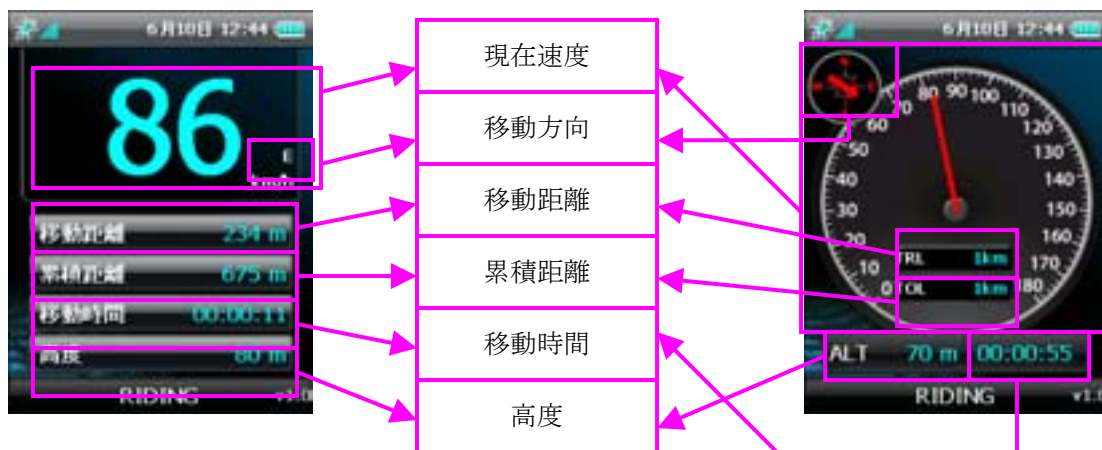 6月10日 12:44
86
E
km/h
移動距離 234 m
累積距離 675 m
移動時間 00:00:11
高度 80 m
RIDING v1.0
現在速度
移動方向
移動距離
累積距離
移動時間
高度
6月10日 12:44
0 10 20 30 40 50 60 70 80 90 100 110 120 130 140 150 160 170 180
TRL 1km
TOL 1km
ALT 70 m 00:00:55
RIDING v1.0